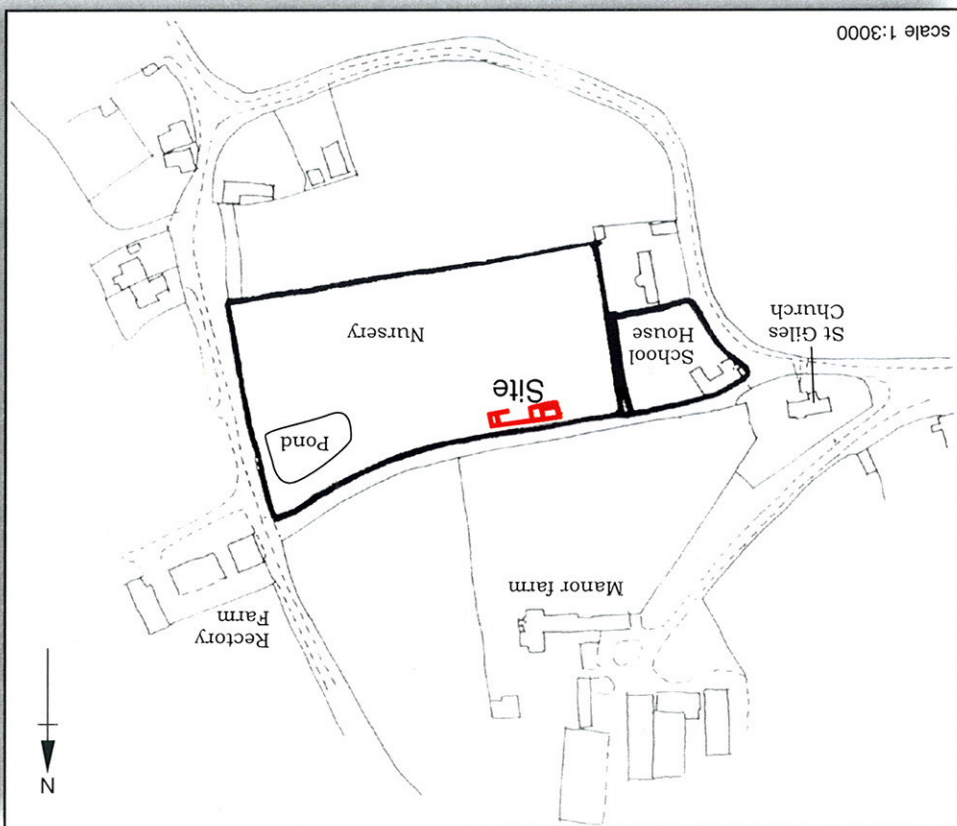 N
Manor farm
Rectory
Farm
Pond
Site
St Giles
Church
School
House
Nursery
scale 1:3000